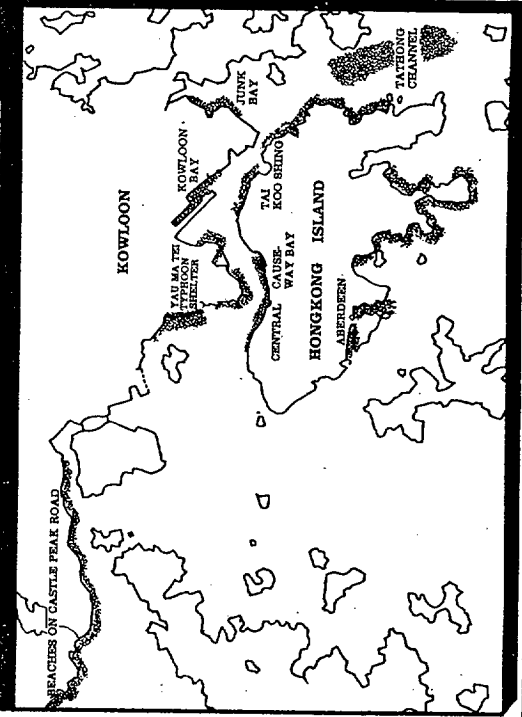 BEACHES ON CASTLE PEAK ROAD
KOWLOON
YAU MA TEI
TYPHOON
SHELTER
KOWLOON
BAY
JUNK
BAY
TATHONG
CHANNEL
CENTRAL
CAUSE-
WAY BAY
TAI
KOO SHING
HONGKONG ISLAND
ABERDEEN